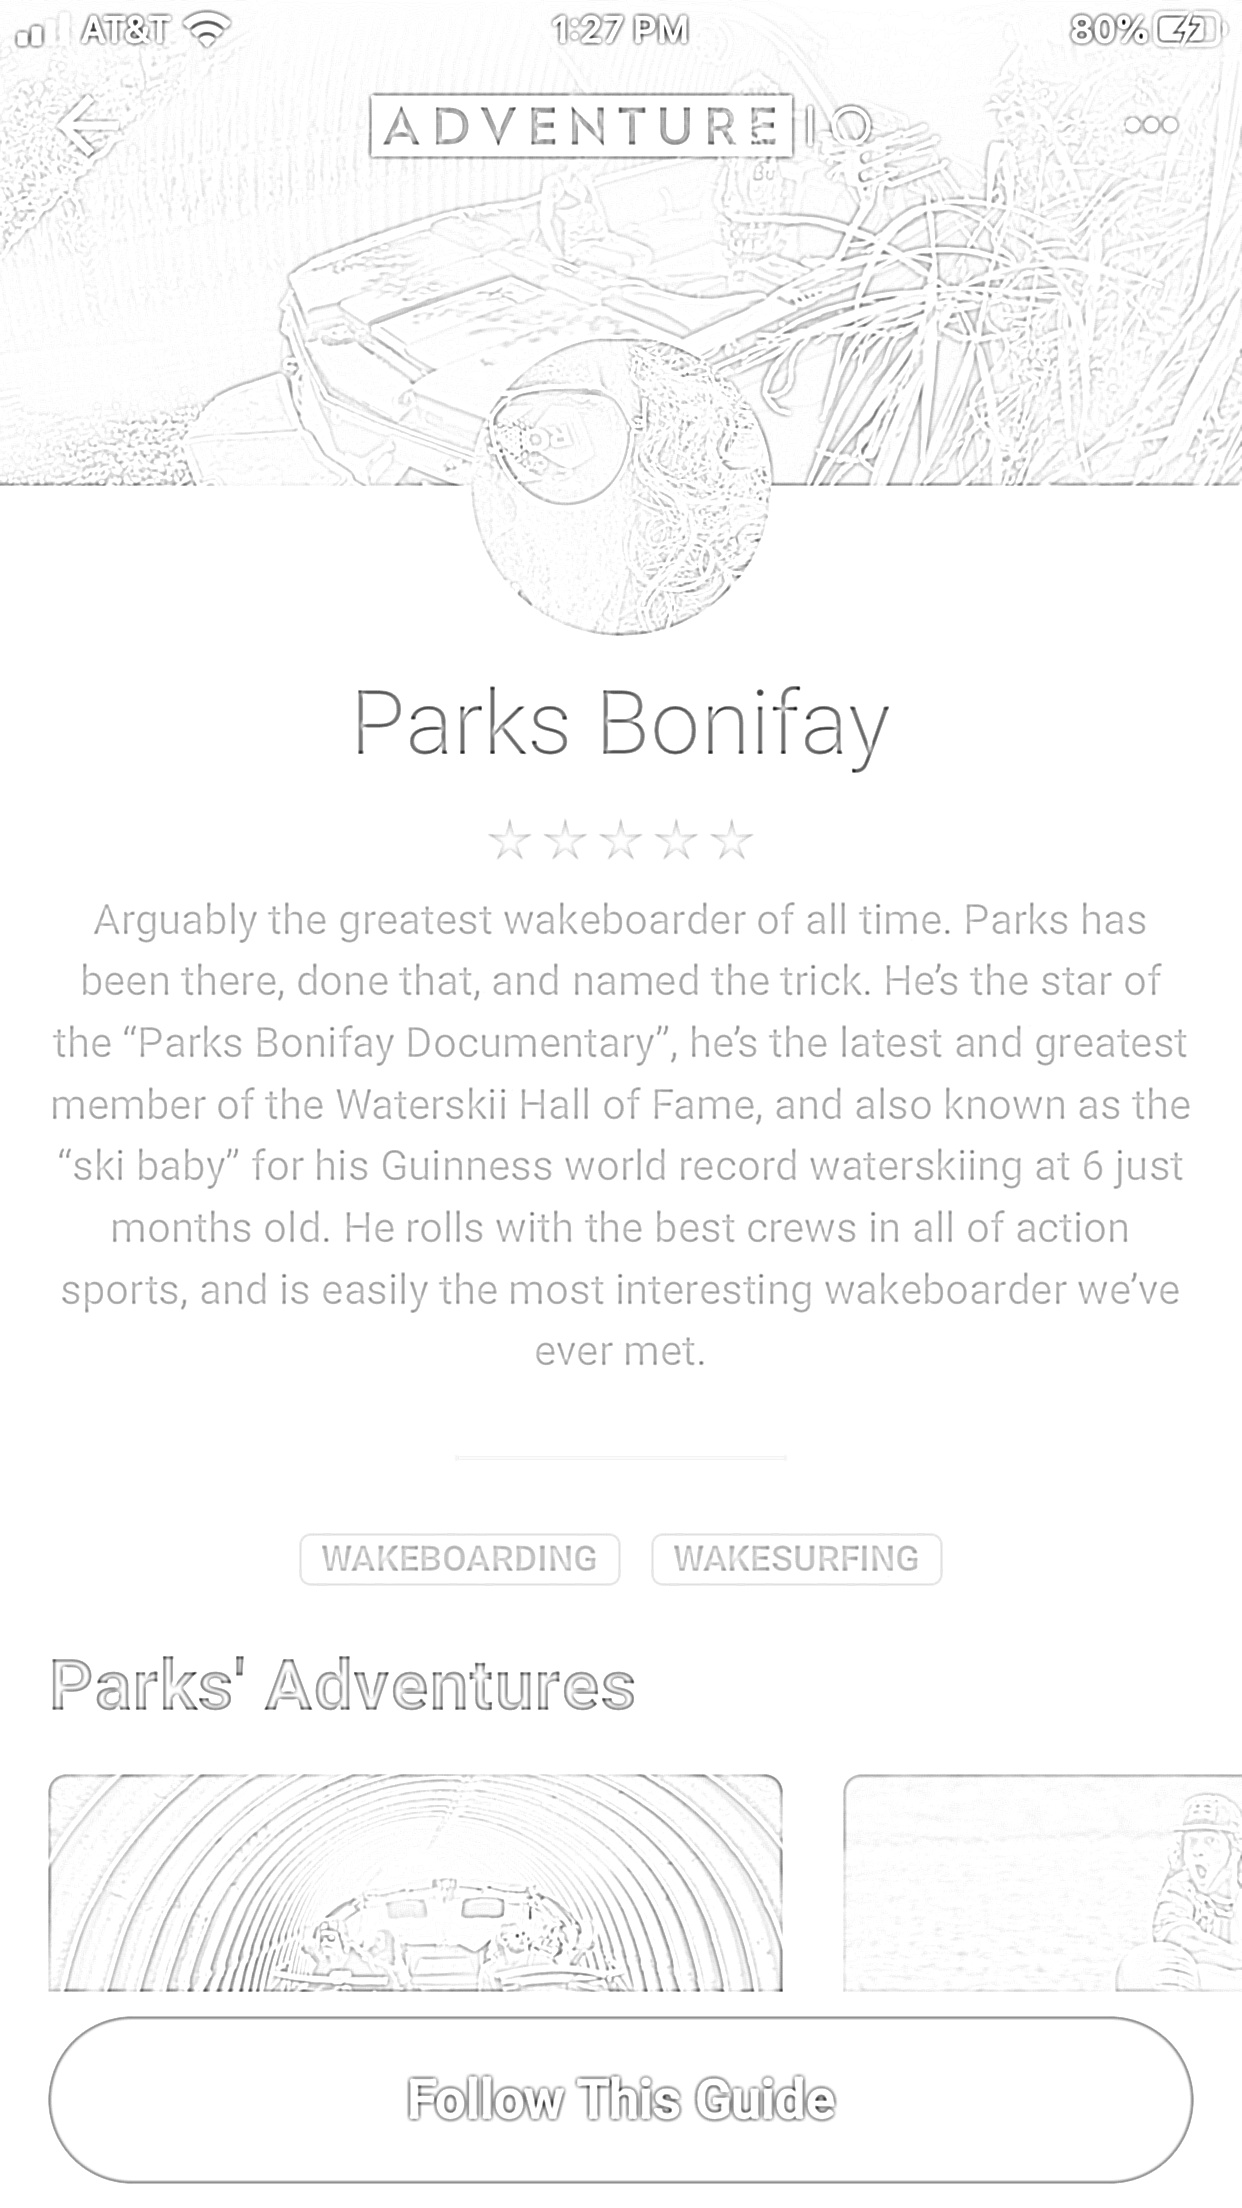 AT&T 1:27 PM 80%
ADVENTURE IO
Parks Bonifay
Arguably the greatest wakeboarder of all time. Parks has
been there, done that, and named the trick. He’s the star of
the “Parks Bonifay Documentary”, he’s the latest and greatest
member of the Waterskii Hall of Fame, and also known as the
“ski baby” for his Guinness world record waterskiing at 6 just
months old. He rolls with the best crews in all of action
sports, and is easily the most interesting wakeboarder we’ve
ever met.
WAKEBOARDING WAKESURFING
Parks' Adventures
Follow This Guide